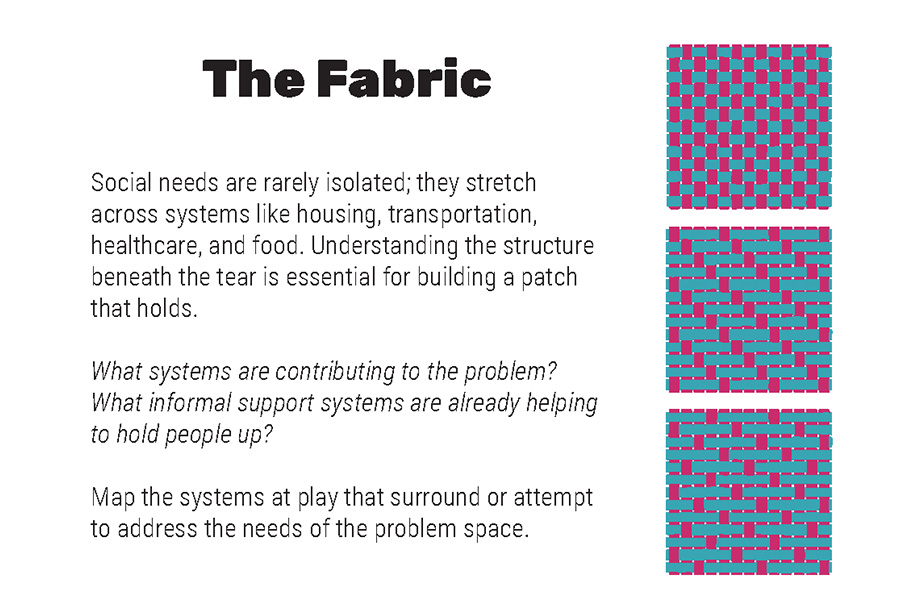 The Fabric
Social needs are rarely isolated; they stretch
across systems like housing, transportation,
healthcare, and food. Understanding the structure
beneath the tear is essential for building a patch
that holds.
What systems are contributing to the problem?
What informal support systems are already helping
to hold people up?
Map the systems at play that surround or attempt
to address the needs of the problem space.